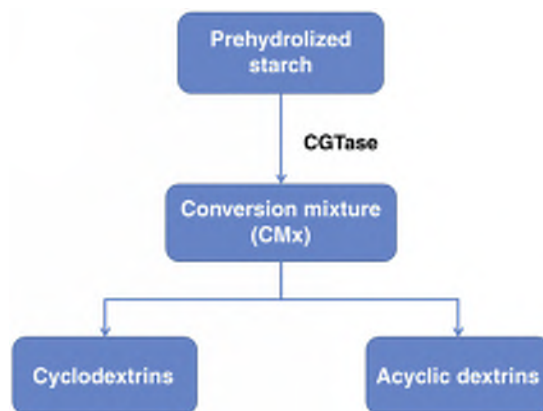 Prehydrolized
starch
CGTase
Conversion mixture
(CMx)
Cyclodextrins
Acyclic dextrins